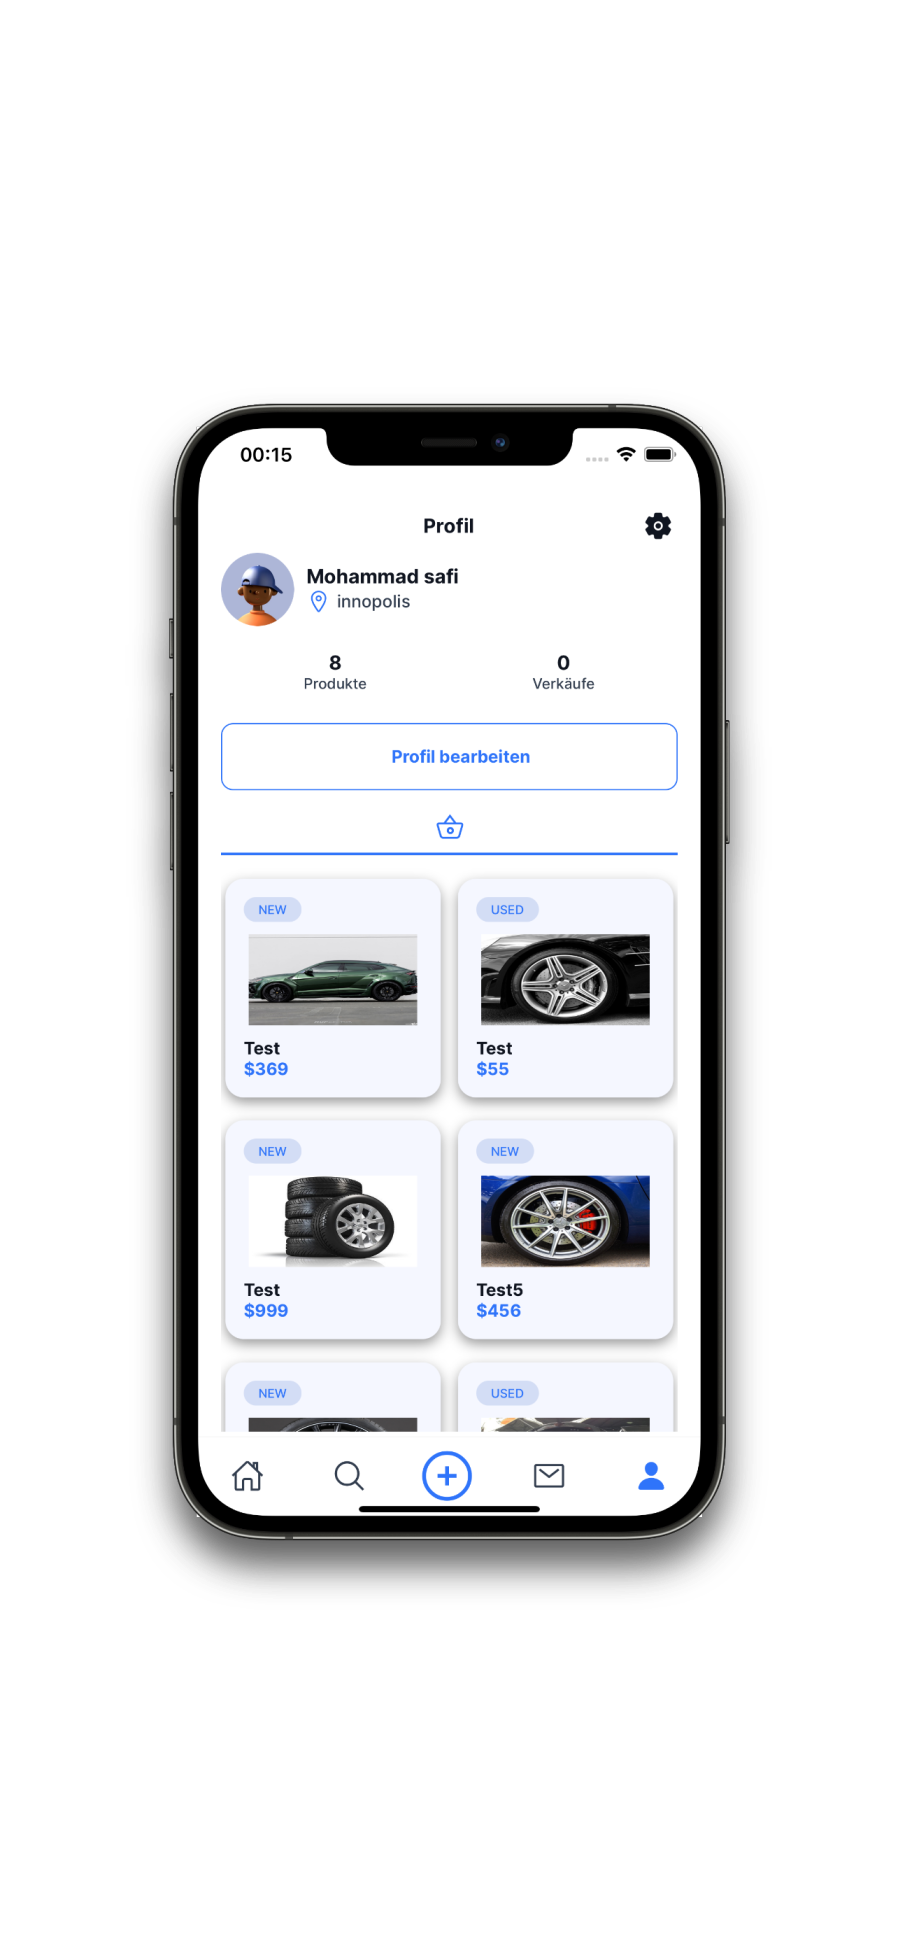 00:15
Profil
Mohammad safi
innopolis
8
Produkte
0
Verkäufe
Profil bearbeiten
NEW
USED
Test
$369
Test
$55
NEW
NEW
Test
$999
Test5
$456
NEW
USED